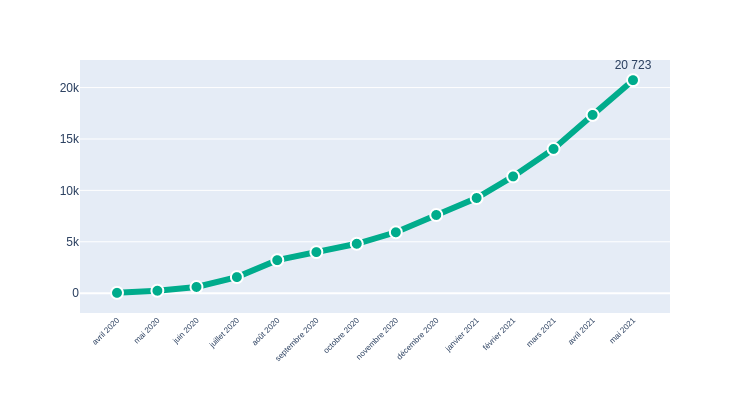 20 723
20k
15k
10k
5k
0
avril 2020
mai 2020
juin 2020
juillet 2020
août 2020
septembre 2020
octobre 2020
novembre 2020
décembre 2020
janvier 2021
février 2021
mars 2021
avril 2021
mai 2021